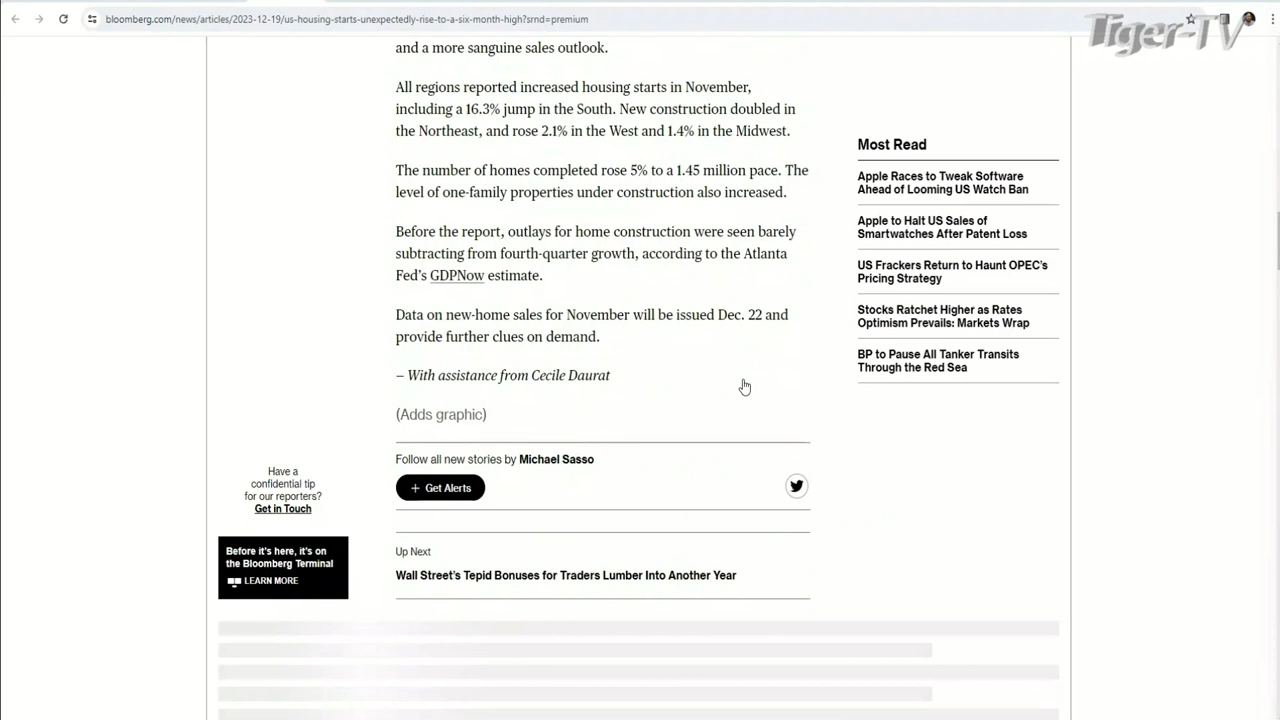 bloomberg.com/news/articles/2023-12-19/us-housing-starts-unexpectedly-rise-to-a-six-month-high?srnd=premium
Tiger-TV
and a more sanguine sales outlook.
All regions reported increased housing starts in November,
including a 16.3% jump in the South. New construction doubled in
the Northeast, and rose 2.1% in the West and 1.4% in the Midwest.
The number of homes completed rose 5% to a 1.45 million pace. The
level of one-family properties under construction also increased.
Before the report, outlays for home construction were seen barely
subtracting from fourth-quarter growth, according to the Atlanta
Fed's GDPNow estimate.
Data on new-home sales for November will be issued Dec. 22 and
provide further clues on demand.
– With assistance from Cecile Daurat
(Adds graphic)
Follow all new stories by Michael Sasso
+ Get Alerts
Up Next
Wall Street's Tepid Bonuses for Traders Lumber Into Another Year
Have a
confidential tip
for our reporters?
Get in Touch
Before it's here, it's on
the Bloomberg Terminal
LEARN MORE
Most Read
Apple Races to Tweak Software
Ahead of Looming US Watch Ban
Apple to Halt US Sales of
Smartwatches After Patent Loss
US Frackers Return to Haunt OPEC's
Pricing Strategy
Stocks Ratchet Higher as Rates
Optimism Prevails: Markets Wrap
BP to Pause All Tanker Transits
Through the Red Sea